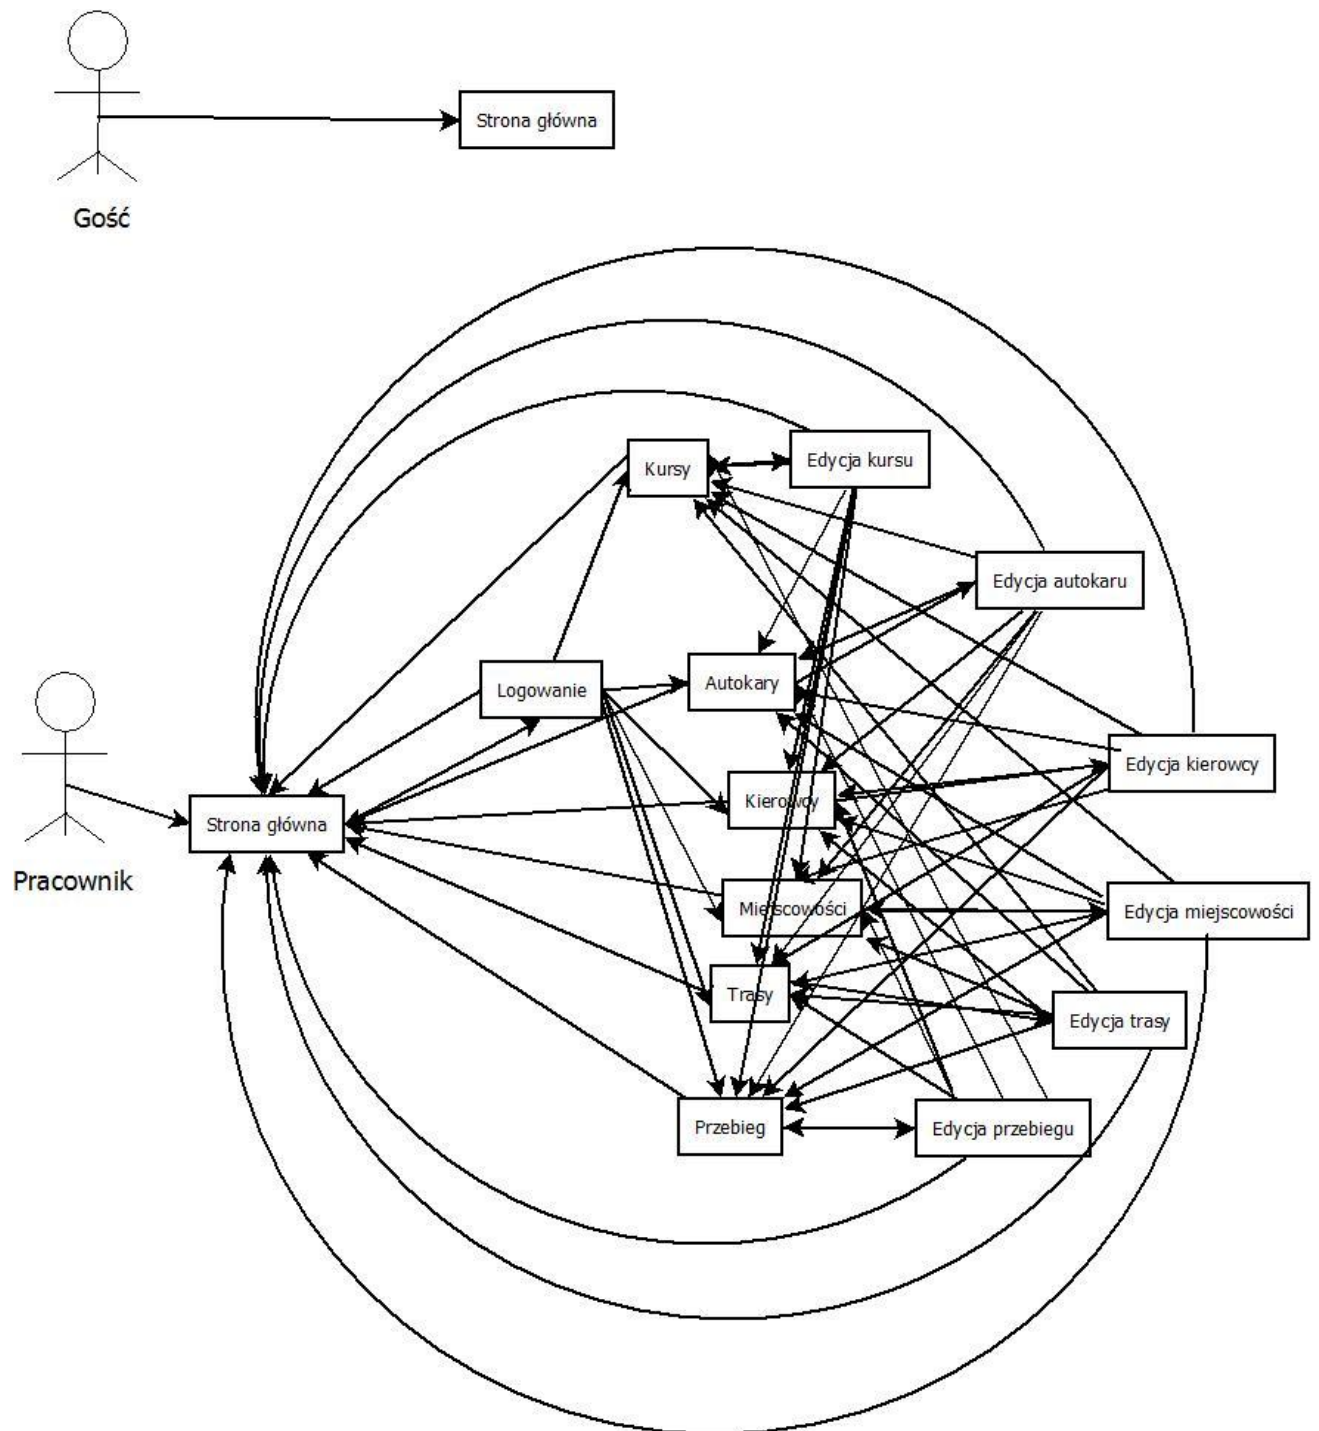 Strona główna
Gość
Kursy
Edycja kursu
Edycja autokaru
Logowanie
Autokary
Edycja kierowcy
Kierowcy
Strona główna
Pracownik
Miejscowości
Edycja miejscowości
Trasy
Edycja trasy
Przebieg
Edycja przebiegu